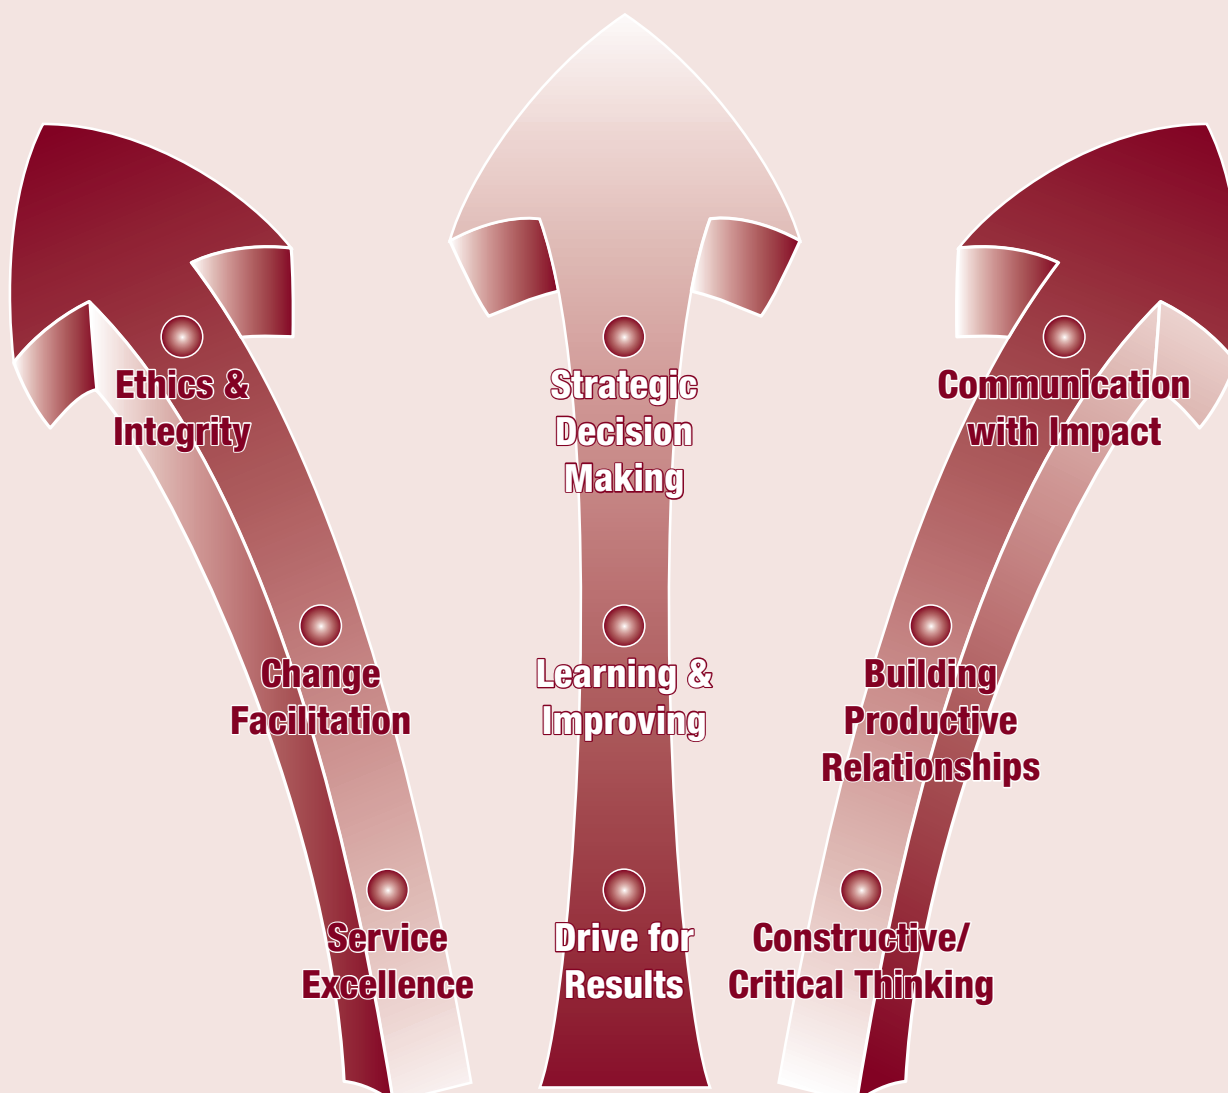 Ethics &
Integrity
Strategic
Decision
Making
Communication
with Impact
Change
Facilitation
Learning &
Improving
Building
Productive
Relationships
Service
Excellence
Drive for
Results
Constructive/
Critical Thinking